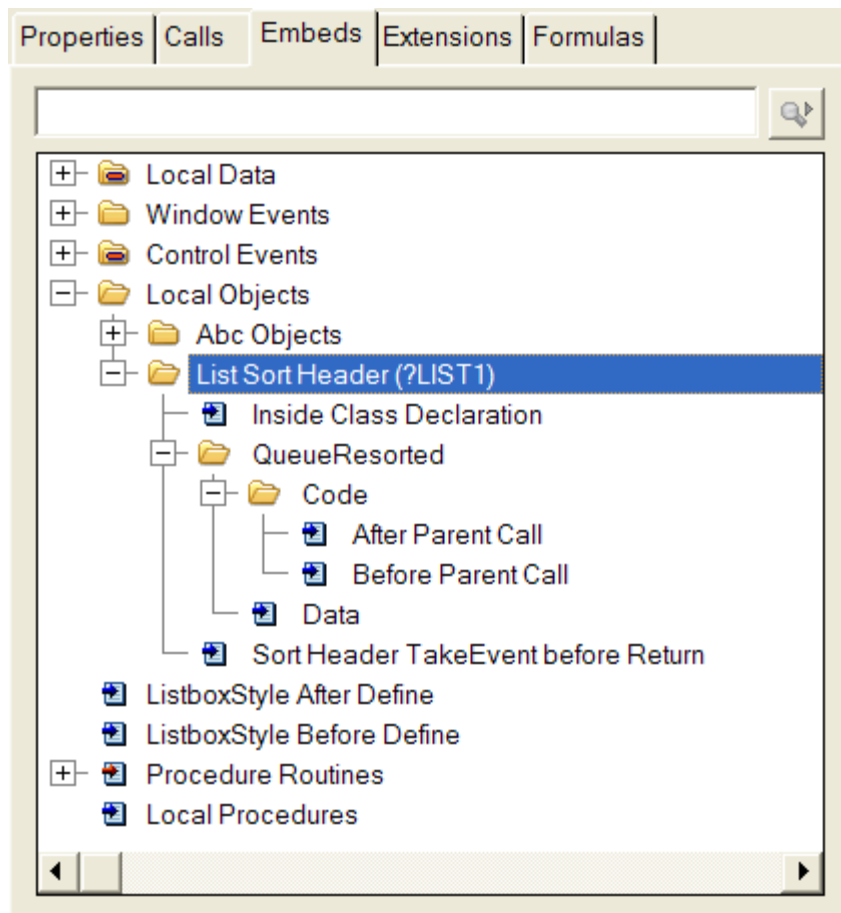 Properties Calls Embeds Extensions Formulas
Local Data
Window Events
Control Events
Local Objects
Abc Objects
List Sort Header (?LIST1)
Inside Class Declaration
QueueResorted
Code
After Parent Call
Before Parent Call
Data
Sort Header TakeEvent before Return
ListboxStyle After Define
ListboxStyle Before Define
Procedure Routines
Local Procedures